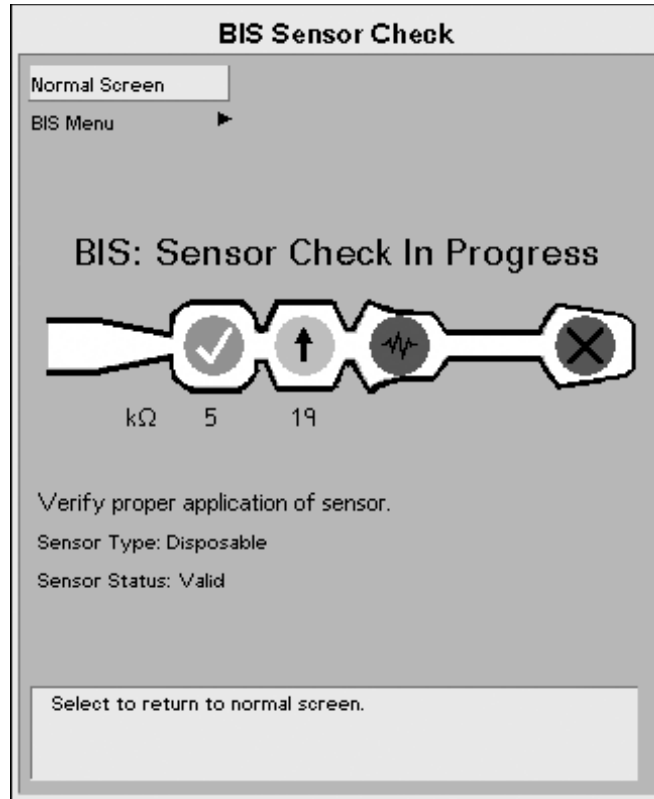 BIS Sensor Check
Normal Screen
BIS Menu ►
BIS: Sensor Check In Progress
kΩ 5 19
Verify proper application of sensor.
Sensor Type: Disposable
Sensor Status: Valid
Select to return to normal screen.